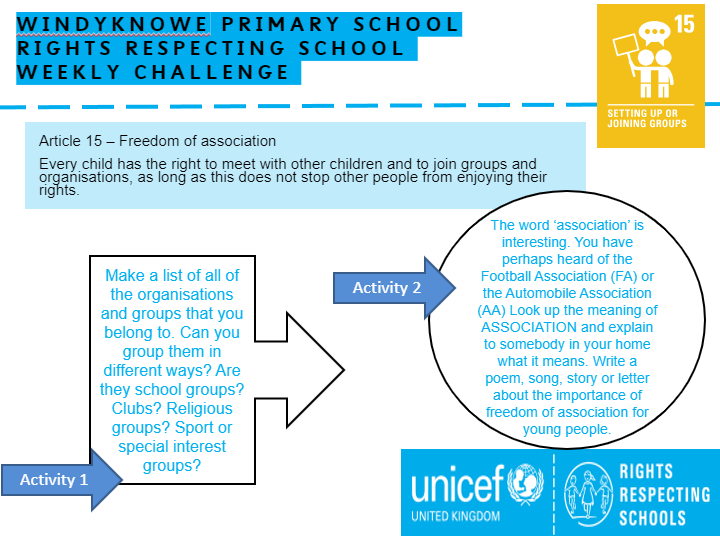 WINDYKNOWE PRIMARY SCHOOL
RIGHTS RESPECTING SCHOOL
WEEKLY CHALLENGE
15
SETTING UP OR
JOINING GROUPS
Article 15 – Freedom of association
Every child has the right to meet with other children and to join groups and
organisations, as long as this does not stop other people from enjoying their
rights.
Make a list of all of
the organisations
and groups that you
belong to. Can you
group them in
different ways? Are
they school groups?
Clubs? Religious
groups? Sport or
special interest
groups?
Activity 1
Activity 2
The word ‘association’ is
interesting. You have
perhaps heard of the
Football Association (FA) or
the Automobile Association
(AA) Look up the meaning of
ASSOCIATION and explain
to somebody in your home
what it means. Write a
poem, song, story or letter
about the importance of
freedom of association for
young people.
unicef
UNITED KINGDOM
RIGHTS
RESPECTING
SCHOOLS